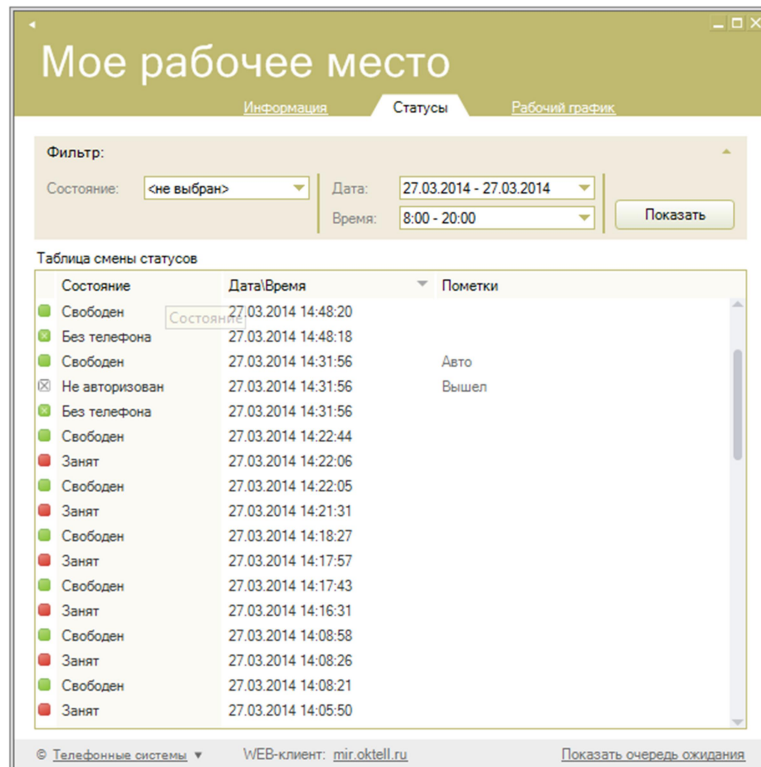 Мое рабочее место
Информация Статусы Рабочий график
Фильтр:
Состояние: <не выбран> Дата: 27.03.2014 - 27.03.2014
Время: 8:00 - 20:00 Показать
Таблица смены статусов
Состояние Дата\Время Пометки
Свободен 27.03.2014 14:48:20
Состояние
Без телефона 27.03.2014 14:48:18
Свободен 27.03.2014 14:31:56 Авто
Не авторизован 27.03.2014 14:31:56 Вышел
Без телефона 27.03.2014 14:31:56
Свободен 27.03.2014 14:22:44
Занят 27.03.2014 14:22:06
Свободен 27.03.2014 14:22:05
Занят 27.03.2014 14:21:31
Свободен 27.03.2014 14:18:27
Занят 27.03.2014 14:17:57
Свободен 27.03.2014 14:17:43
Занят 27.03.2014 14:16:31
Свободен 27.03.2014 14:08:58
Занят 27.03.2014 14:08:26
Свободен 27.03.2014 14:08:21
Занят 27.03.2014 14:05:50
© Телефонные системы WEB-клиент: mir.oktell.ru Показать очередь ожидания